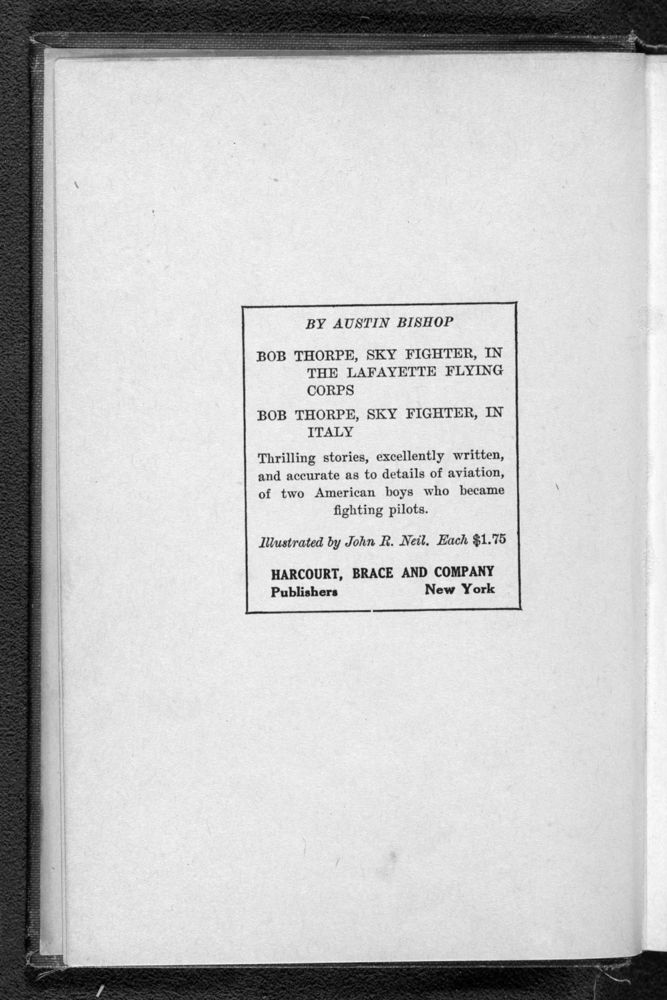 BY AUSTIN BISHOP
BOB THORPE, SKY FIGHTER, IN
THE LAFAYETTE FLYING
CORPS
BOB THORPE, SKY FIGHTER, IN
ITALY
Thrilling stories, excellently written,
and accurate as to details of aviation,
of two American boys who became
fighting pilots.
Illustrated by John R. Neil. Each $1.75
HARCOURT, BRACE AND COMPANY
Publishers New York